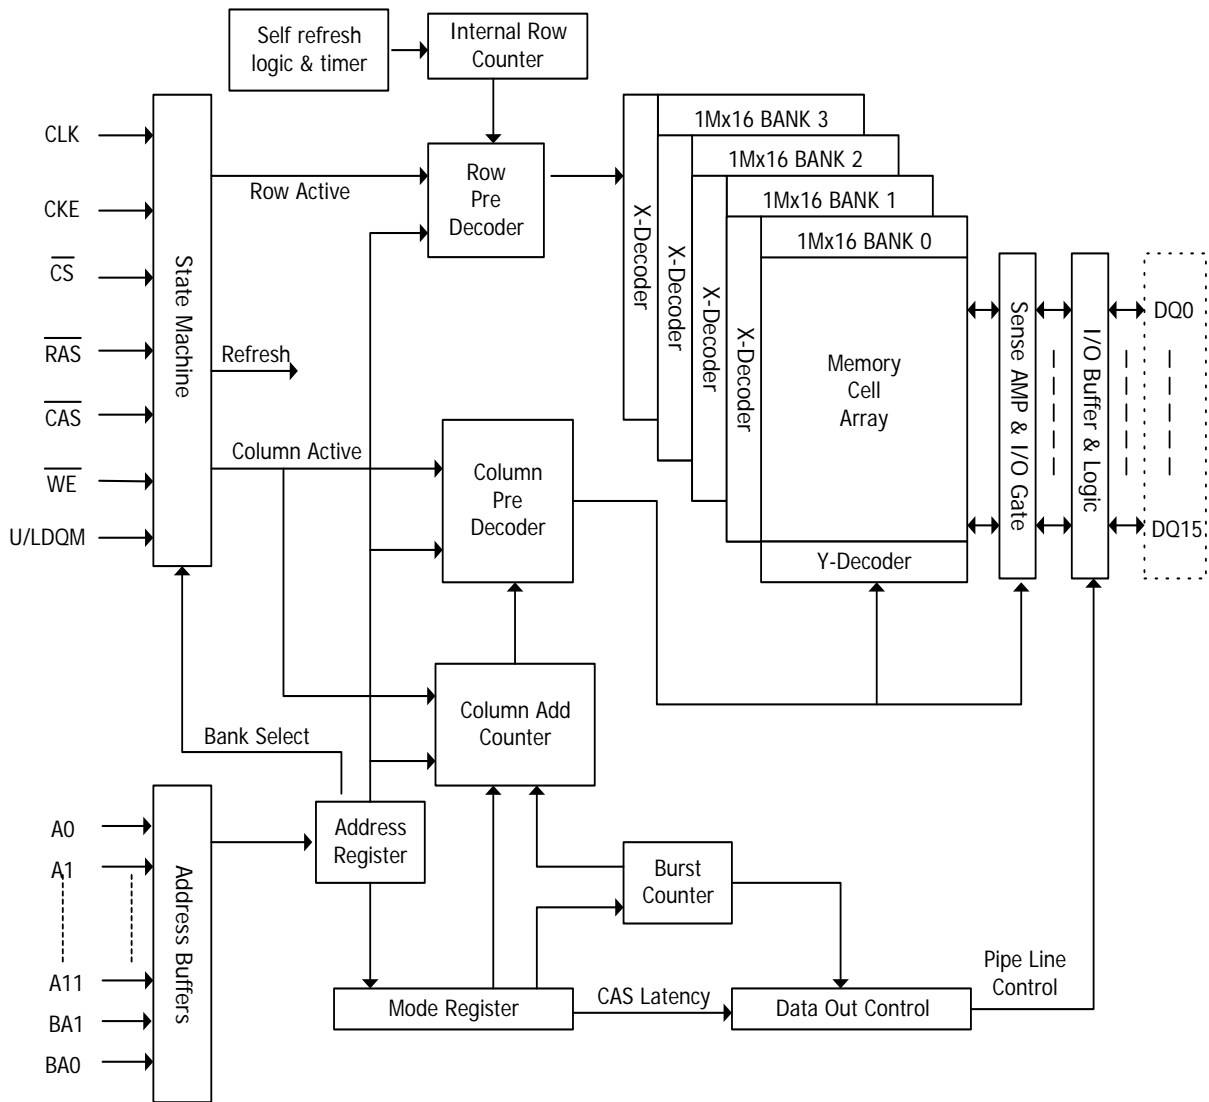 Self refresh
logic & timer
Internal Row
Counter
CLK
CKE
CS
RAS
CAS
WE
U/LDQM
State Machine
Row Active
Refresh
Column Active
Row
Pre
Decoder
Column
Pre
Decoder
1Mx16 BANK 3
1Mx16 BANK 2
1Mx16 BANK 1
1Mx16 BANK 0
X-Decoder
X-Decoder
X-Decoder
X-Decoder
Memory
Cell
Array
Y-Decoder
Sense AMP & I/O Gate
I/O Buffer & Logic
DQ0
DQ15
Bank Select
Column Add
Counter
A0
A1
A11
BA1
BA0
Address Buffers
Address
Register
Burst
Counter
Mode Register
CAS Latency
Data Out Control
Pipe Line
Control